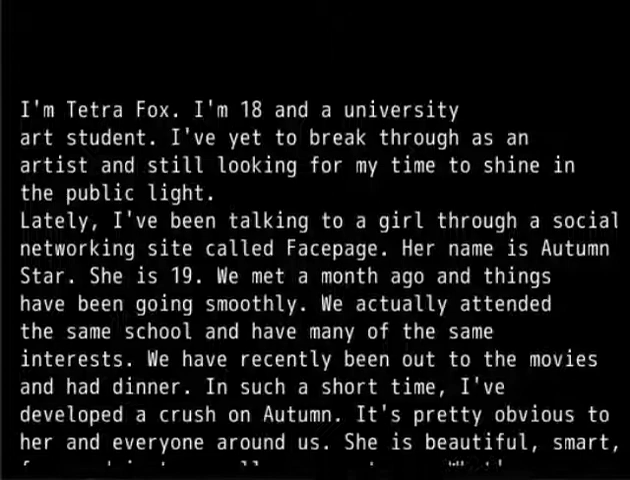 I'm Tetra Fox. I'm 18 and a university
art student. I've yet to break through as an
artist and still looking for my time to shine in
the public light.
Lately, I've been talking to a girl through a social
networking site called Facepage. Her name is Autumn
Star. She is 19. We met a month ago and things
have been going smoothly. We actually attended
the same school and have many of the same
interests. We have recently been out to the movies
and had dinner. In such a short time, I've
developed a crush on Autumn. It's pretty obvious to
her and everyone around us. She is beautiful, smart,